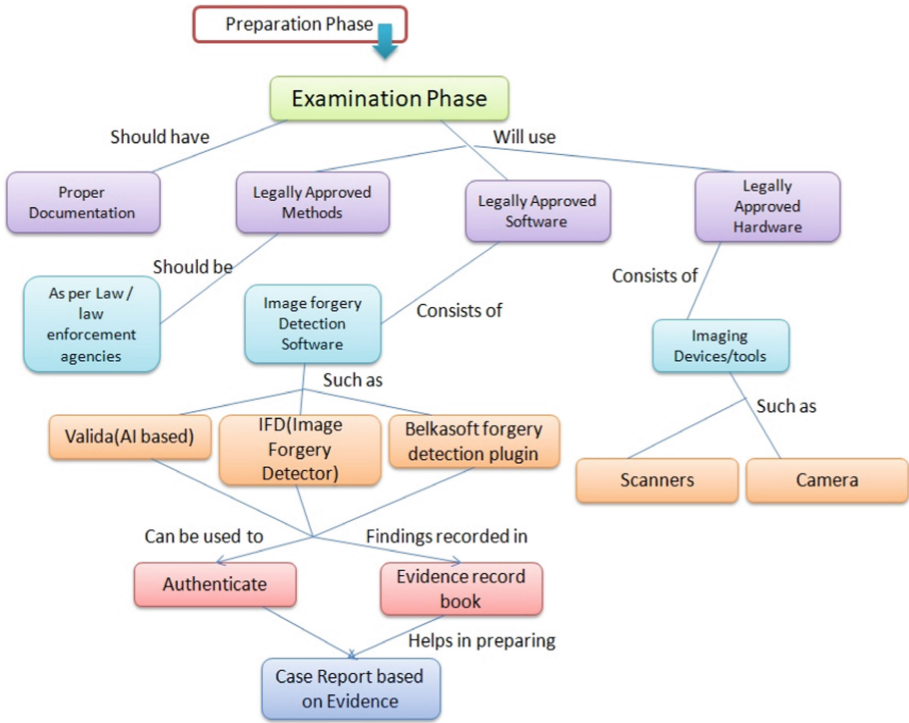 Preparation Phase
Examination Phase
Should have
Will use
Proper
Documentation
Legally Approved
Methods
Legally Approved
Software
Legally
Approved
Hardware
Should be
Consists of
As per Law /
law
enforcement
agencies
Image forgery
Detection
Software
Consists of
Imaging
Devices/tools
Such as
Such as
Valida(AI based)
IFD(Image
Forgery
Detector)
Belkasoft forgery
detection plugin
Scanners
Camera
Can be used to
Findings recorded in
Authenticate
Evidence record
book
Helps in preparing
Case Report based
on Evidence